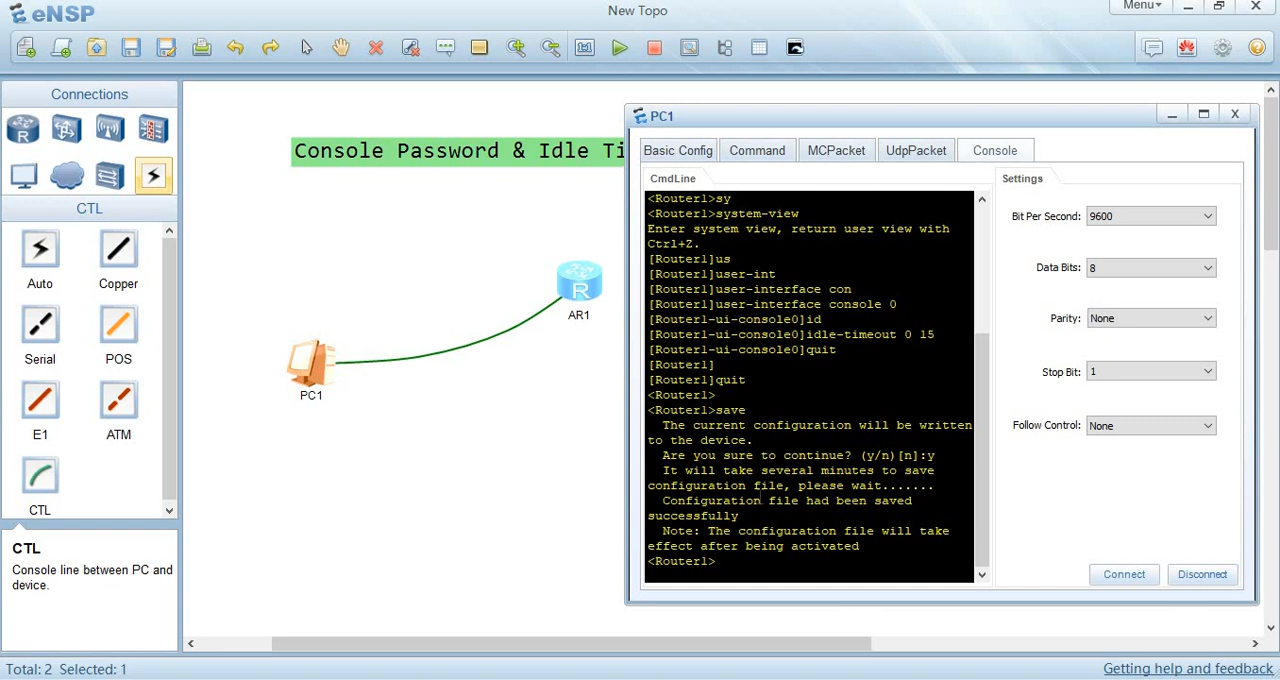 eNSP
New Topo
Menu
Connections
CTL
Auto
Copper
Serial
POS
E1
ATM
CTL
CTL
Console line between PC and
device.
Console Password & Idle Ti
R
AR1
PC1
PC1
Basic Config
Command
MCPacket
UdpPacket
Console
CmdLine
<Router1>sy
<Router1>system-view
Enter system view, return user view with
Ctrl+Z.
[Router1]us
[Router1]user-int
[Router1]user-interface con
[Router1]user-interface console 0
[Router1-ui-console0]id
[Router1-ui-console0]idle-timeout 0 15
[Router1-ui-console0]quit
[Router1]
[Router1]quit
<Router1>
<Router1>save
The current configuration will be written
to the device.
Are you sure to continue? (y/n)[n]:y
It will take several minutes to save
configuration file, please wait.......
Configuration file had been saved
successfully
Note: The configuration file will take
effect after being activated
<Router1>
Settings
Bit Per Second: 9600
Data Bits: 8
Parity: None
Stop Bit: 1
Follow Control: None
Connect
Disconnect
Total: 2 Selected: 1
Getting help and feedback